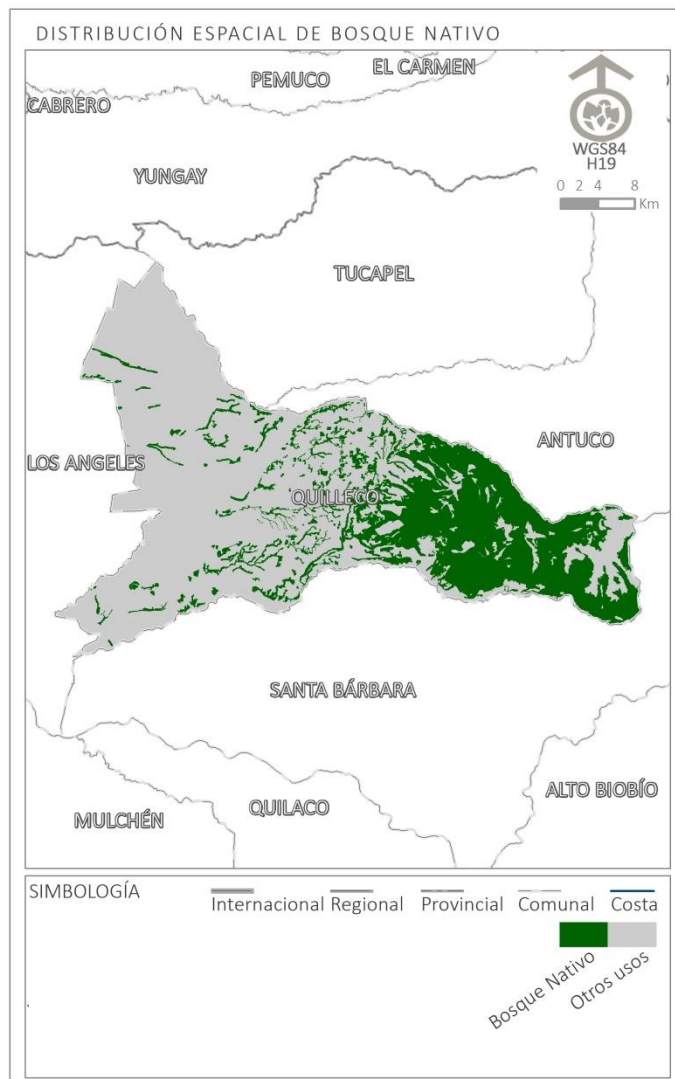 DISTRIBUCIÓN ESPACIAL DE BOSQUE NATIVO
EL CARMEN
PEMUCO
CABRERO
WGS84
H19
YUNGAY
0 2 4 8
Km
TUCAPEL
ANTUCO
LOS ANGELES
QUILLECO
SANTA BÁRBARA
ALTO BIOBÍO
QUILACO
MULCHÉN
SIMBOLOGÍA
Internacional Regional Provincial Comunal Costa
Bosque Nativo
Otros usos